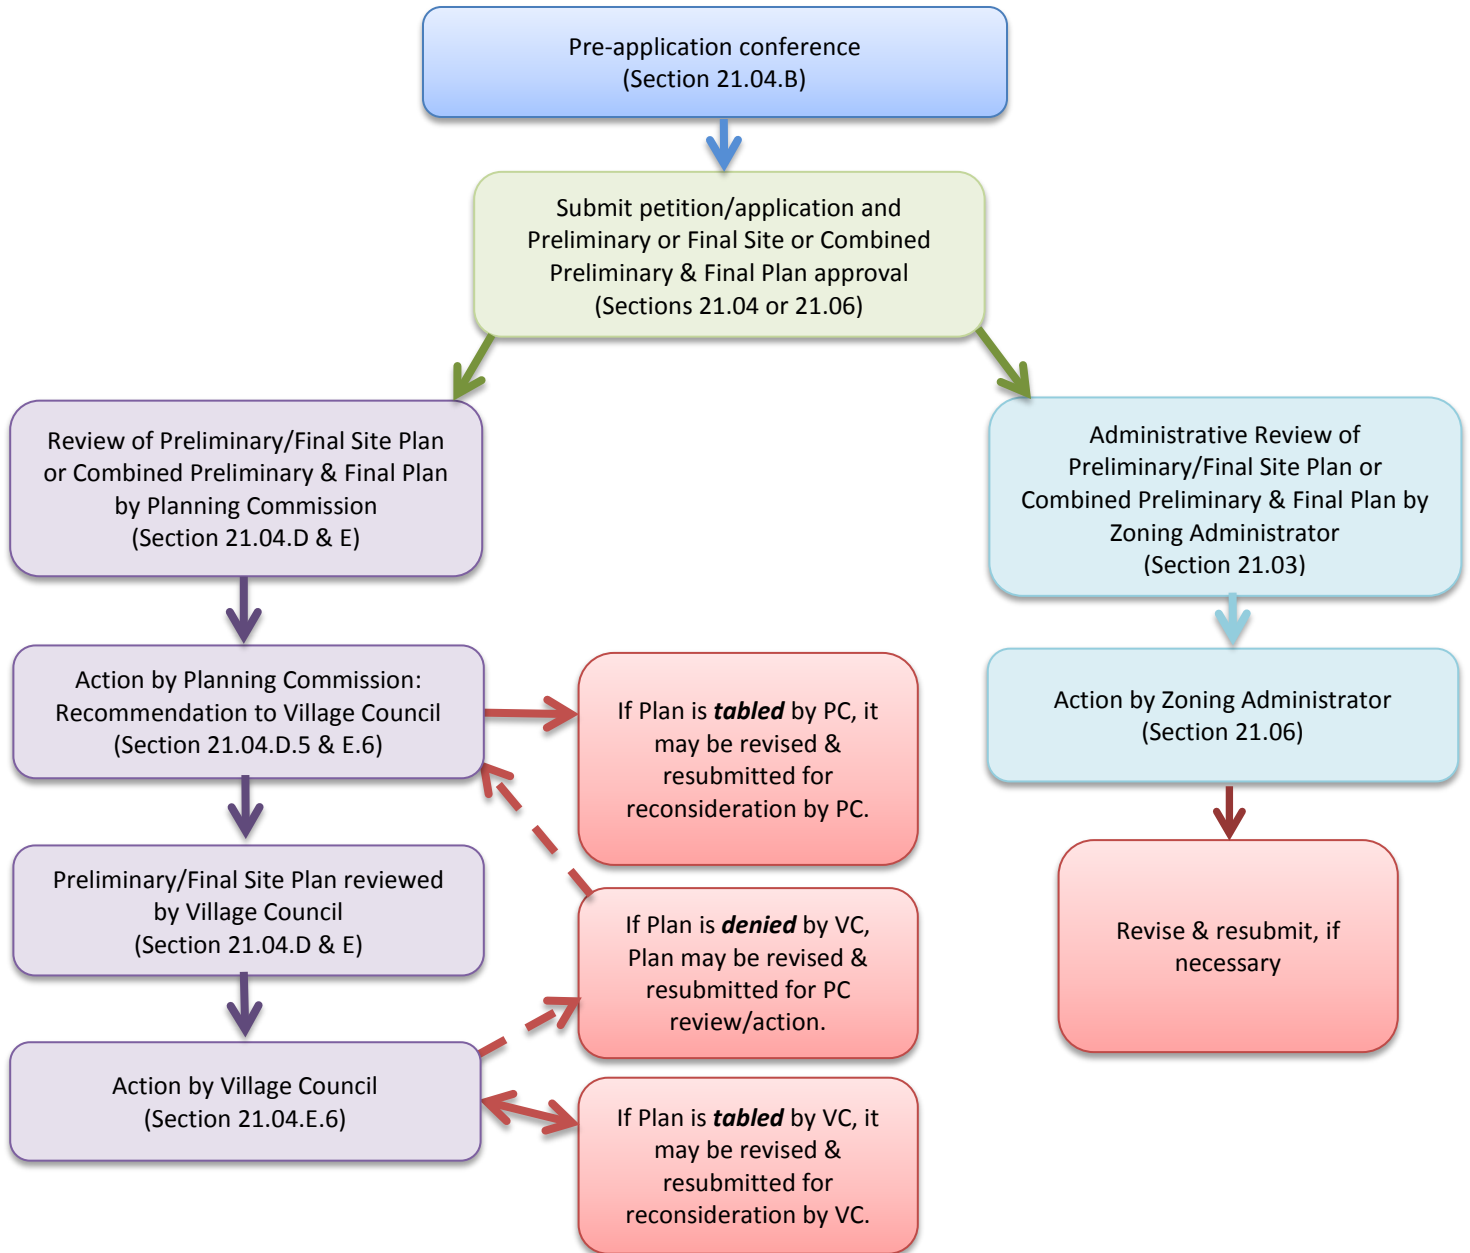 Pre-application conference
(Section 21.04.B)
Submit petition/application and
Preliminary or Final Site or Combined
Preliminary & Final Plan approval
(Sections 21.04 or 21.06)
Review of Preliminary/Final Site Plan
or Combined Preliminary & Final Plan
by Planning Commission
(Section 21.04.D & E)
Administrative Review of
Preliminary/Final Site Plan or
Combined Preliminary & Final Plan by
Zoning Administrator
(Section 21.03)
Action by Planning Commission:
Recommendation to Village Council
(Section 21.04.D.5 & E.6)
If Plan is tabled by PC, it
may be revised &
resubmitted for
reconsideration by PC.
Action by Zoning Administrator
(Section 21.06)
Preliminary/Final Site Plan reviewed
by Village Council
(Section 21.04.D & E)
If Plan is denied by VC,
Plan may be revised &
resubmitted for PC
review/action.
Revise & resubmit, if
necessary
Action by Village Council
(Section 21.04.E.6)
If Plan is tabled by VC, it
may be revised &
resubmitted for
reconsideration by VC.